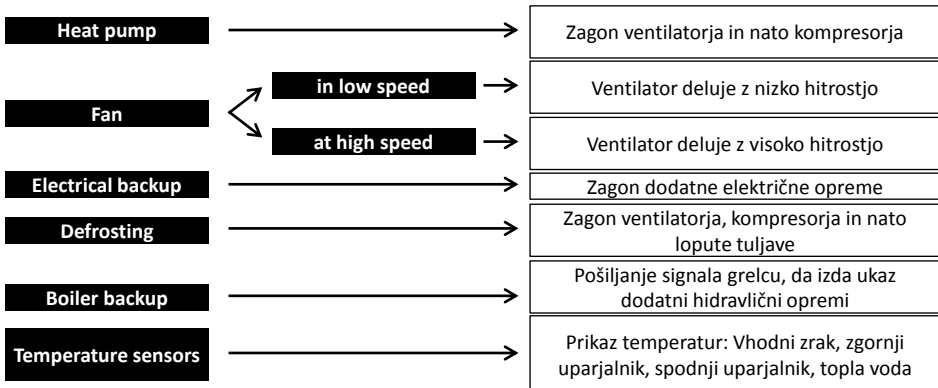 Heat pump
Zagon ventilatorja in nato kompresorja
Fan
in low speed
Ventilator deluje z nizko hitrostjo
at high speed
Ventilator deluje z visoko hitrostjo
Electrical backup
Zagon dodatne električne opreme
Defrosting
Zagon ventilatorja, kompresorja in nato
lopute tuljave
Boiler backup
Pošiljanje signala grelcu, da izda ukaz
dodatni hidravlični opremi
Temperature sensors
Prikaz temperatur: Vhodni zrak, zgornji
uparjalnik, spodnji uparjalnik, topla voda